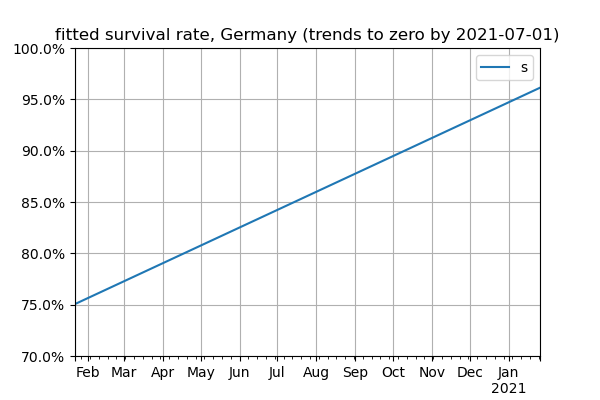 fitted survival rate, Germany (trends to zero by 2021-07-01)
100.0%
95.0%
90.0%
85.0%
80.0%
75.0%
70.0%
s
Feb Mar Apr May Jun Jul Aug Sep Oct Nov Dec Jan
2021